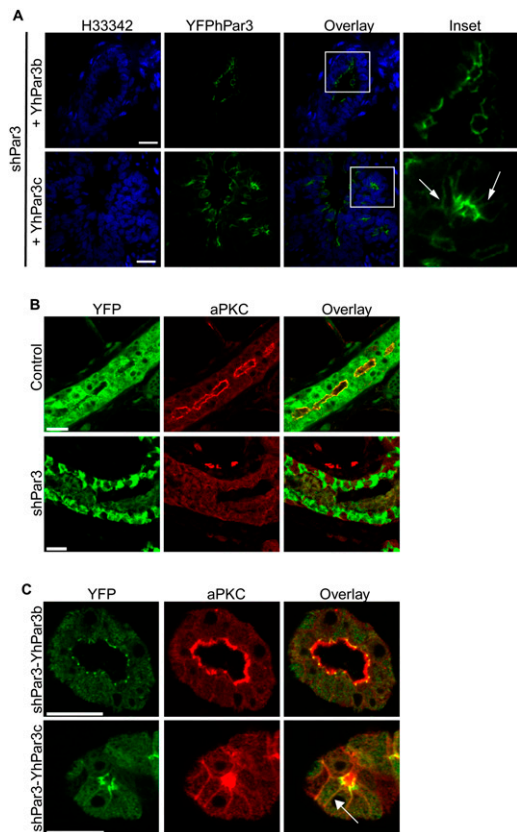 A
H33342 YFPhPar3 Overlay Inset
shPar3
+ YhPar3b
+ YhPar3c
B
YFP aPKC Overlay
Control
shPar3
C
YFP aPKC Overlay
shPar3-YhPar3b
shPar3-YhPar3c